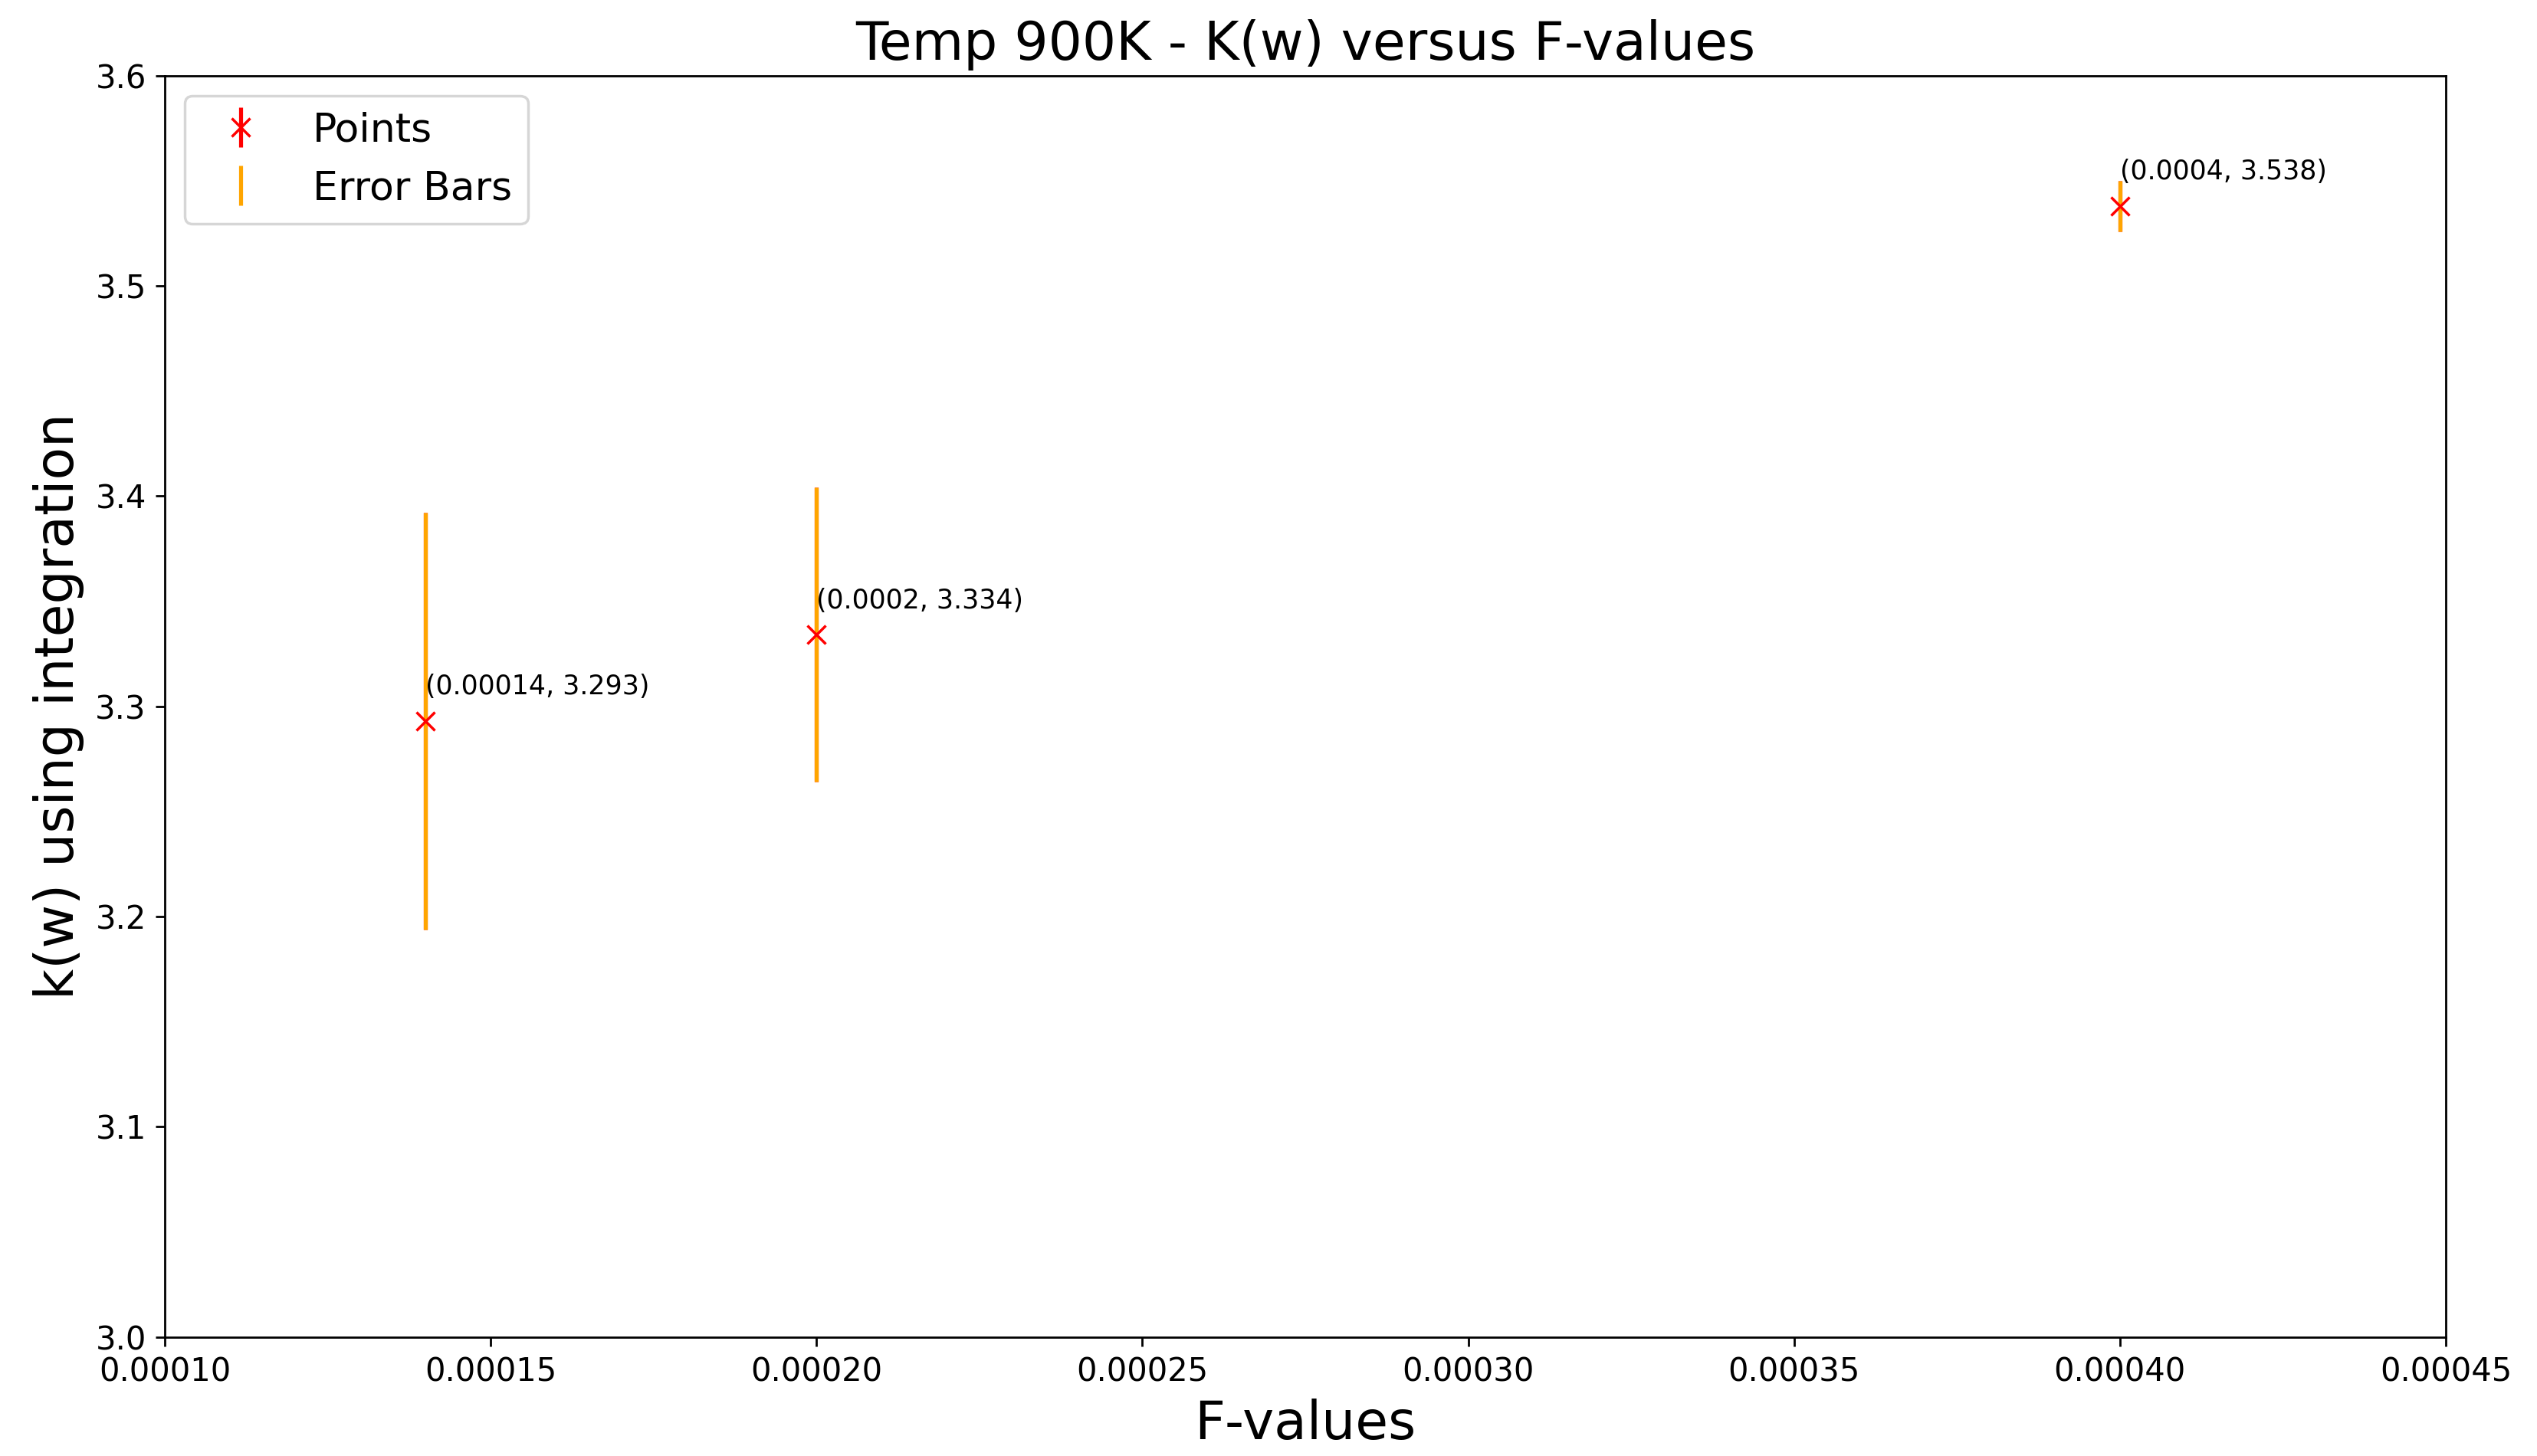 Temp 900K - K(w) versus F-values
3.6
Points
Error Bars
(0.0004, 3.538)
3.5
3.4
(0.0002, 3.334)
(0.00014, 3.293)
3.3
3.2
3.1
3.0
k(w) using integration
0.00010 0.00015 0.00020 0.00025 0.00030 0.00035 0.00040 0.00045
F-values